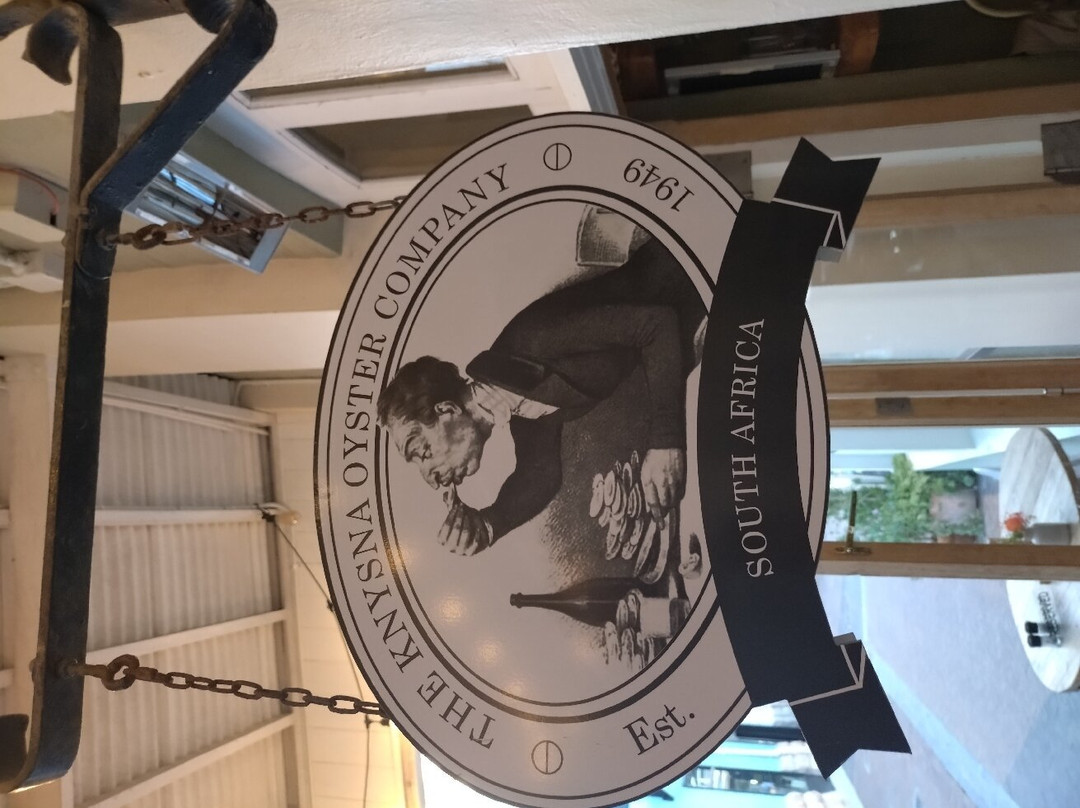 THE KNYSNA OYSTER COMPANY
Est. 1949
SOUTH AFRICA